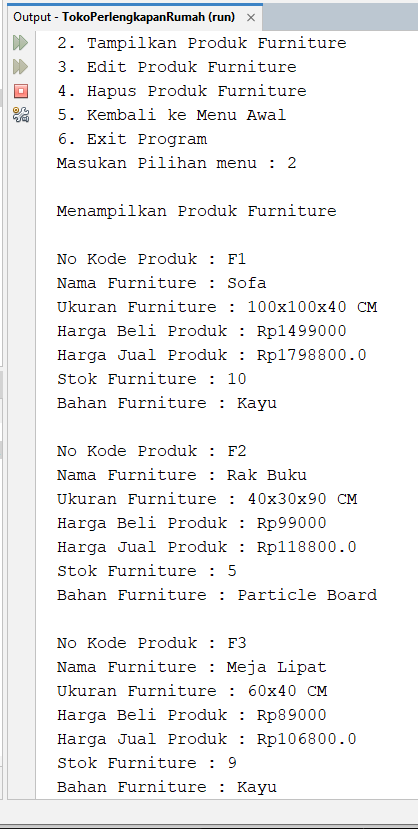 Output - TokoPerlengkapanRumah (run) ×
2. Tampilkan Produk Furniture
3. Edit Produk Furniture
4. Hapus Produk Furniture
5. Kembali ke Menu Awal
6. Exit Program
Masukan Pilihan menu : 2
Menampilkan Produk Furniture
No Kode Produk : F1
Nama Furniture : Sofa
Ukuran Furniture : 100x100x40 CM
Harga Beli Produk : Rp1499000
Harga Jual Produk : Rp1798800.0
Stok Furniture : 10
Bahan Furniture : Kayu
No Kode Produk : F2
Nama Furniture : Rak Buku
Ukuran Furniture : 40x30x90 CM
Harga Beli Produk : Rp99000
Harga Jual Produk : Rp118800.0
Stok Furniture : 5
Bahan Furniture : Particle Board
No Kode Produk : F3
Nama Furniture : Meja Lipat
Ukuran Furniture : 60x40 CM
Harga Beli Produk : Rp89000
Harga Jual Produk : Rp106800.0
Stok Furniture : 9
Bahan Furniture : Kayu